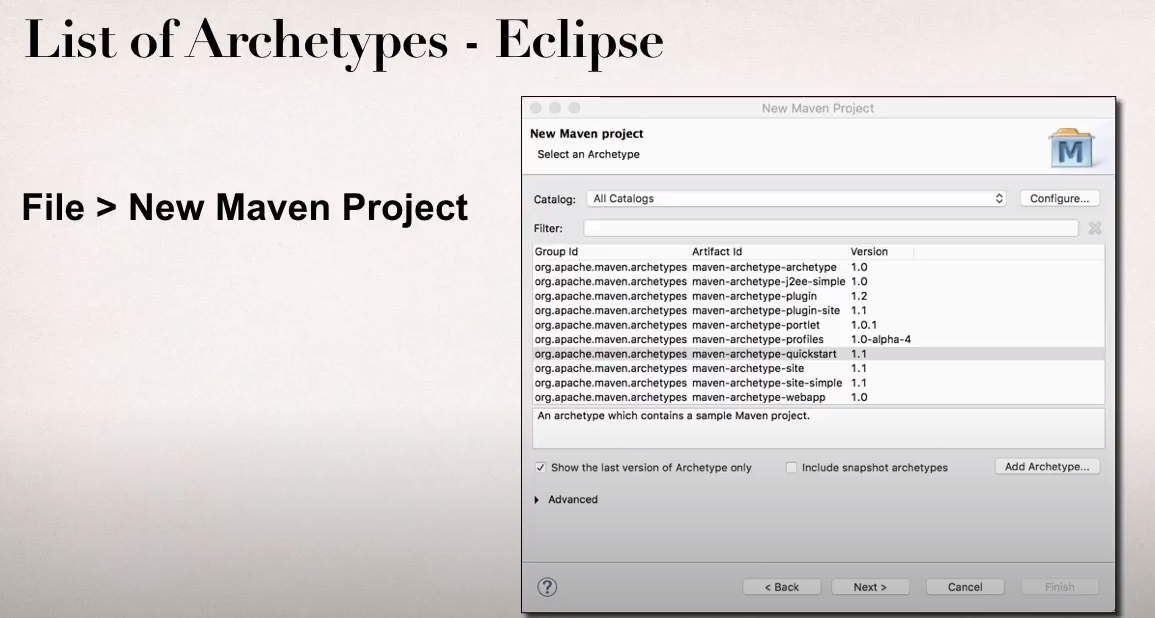 List of Archetypes - Eclipse
File > New Maven Project
New Maven Project
New Maven project
Select an Archetype
M
Catalog: All Catalogs Configure...
Filter:
Group Id Artifact Id Version
org.apache.maven.archetypes maven-archetype-archetype 1.0
org.apache.maven.archetypes maven-archetype-j2ee-simple 1.0
org.apache.maven.archetypes maven-archetype-plugin 1.2
org.apache.maven.archetypes maven-archetype-plugin-site 1.1
org.apache.maven.archetypes maven-archetype-portlet 1.0.1
org.apache.maven.archetypes maven-archetype-profiles 1.0-alpha-4
org.apache.maven.archetypes maven-archetype-quickstart 1.1
org.apache.maven.archetypes maven-archetype-site 1.1
org.apache.maven.archetypes maven-archetype-site-simple 1.1
org.apache.maven.archetypes maven-archetype-webapp 1.0
An archetype which contains a sample Maven project.
Show the last version of Archetype only Include snapshot archetypes Add Archetype...
Advanced
? < Back Next > Cancel Finish